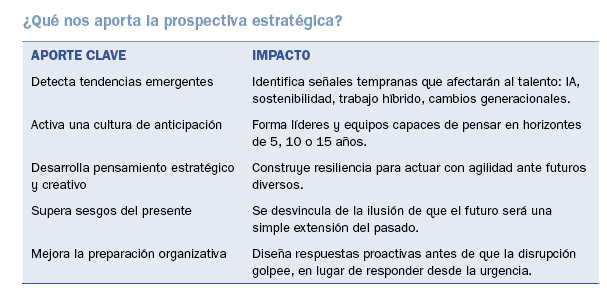 ¿Qué nos aporta la prospectiva estratégica?
APORTE CLAVE IMPACTO
Detecta tendencias emergentes Identifica señales tempranas que afectarán al talento: IA,
sostenibilidad, trabajo híbrido, cambios generacionales.
Activa una cultura de anticipación Forma líderes y equipos capaces de pensar en horizontes
de 5, 10 o 15 años.
Desarrolla pensamiento estratégico Construye resiliencia para actuar con agilidad ante futuros
y creativo diversos.
Supera sesgos del presente Se desvincula de la ilusión de que el futuro será una
simple extensión del pasado.
Mejora la preparación organizativa Diseña respuestas proactivas antes de que la disrupción
golpee, en lugar de responder desde la urgencia.